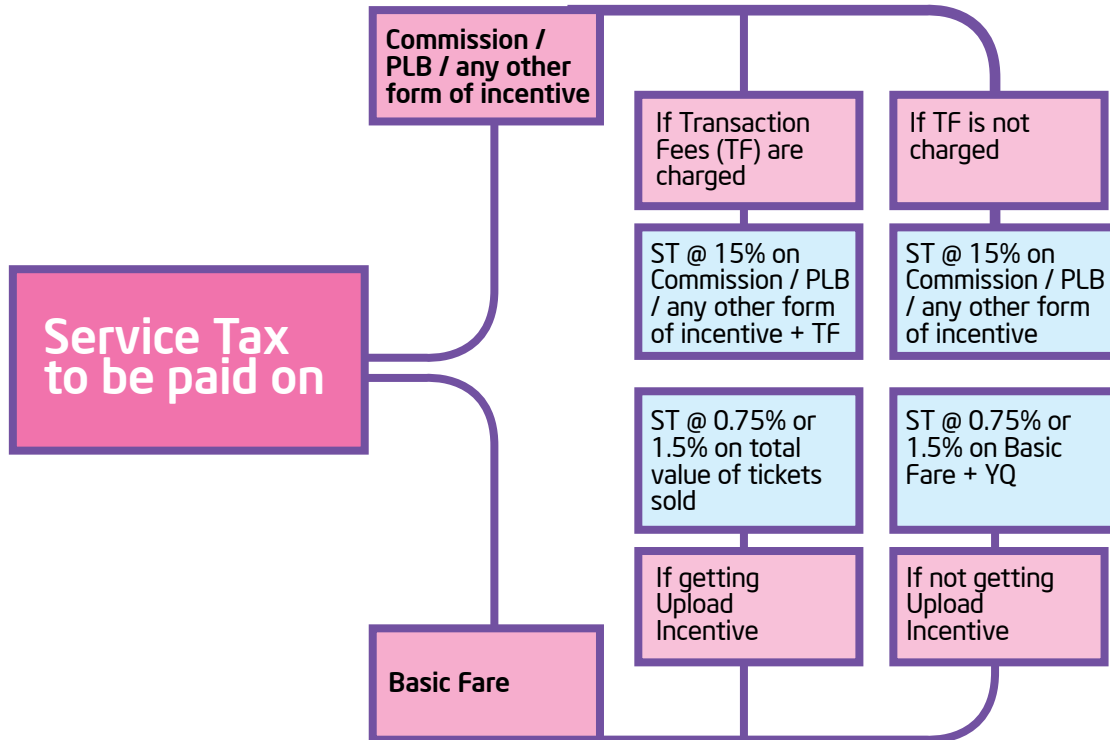 Commission /
PLB / any other
form of incentive
If Transaction
Fees (TF) are
charged
If TF is not
charged
ST @ 15% on
Commission / PLB
/ any other form
of incentive + TF
ST @ 15% on
Commission / PLB
/ any other form
of incentive
Service Tax
to be paid on
ST @ 0.75% or
1.5% on total
value of tickets
sold
ST @ 0.75% or
1.5% on Basic
Fare + YQ
If getting
Upload
Incentive
If not getting
Upload
Incentive
Basic Fare